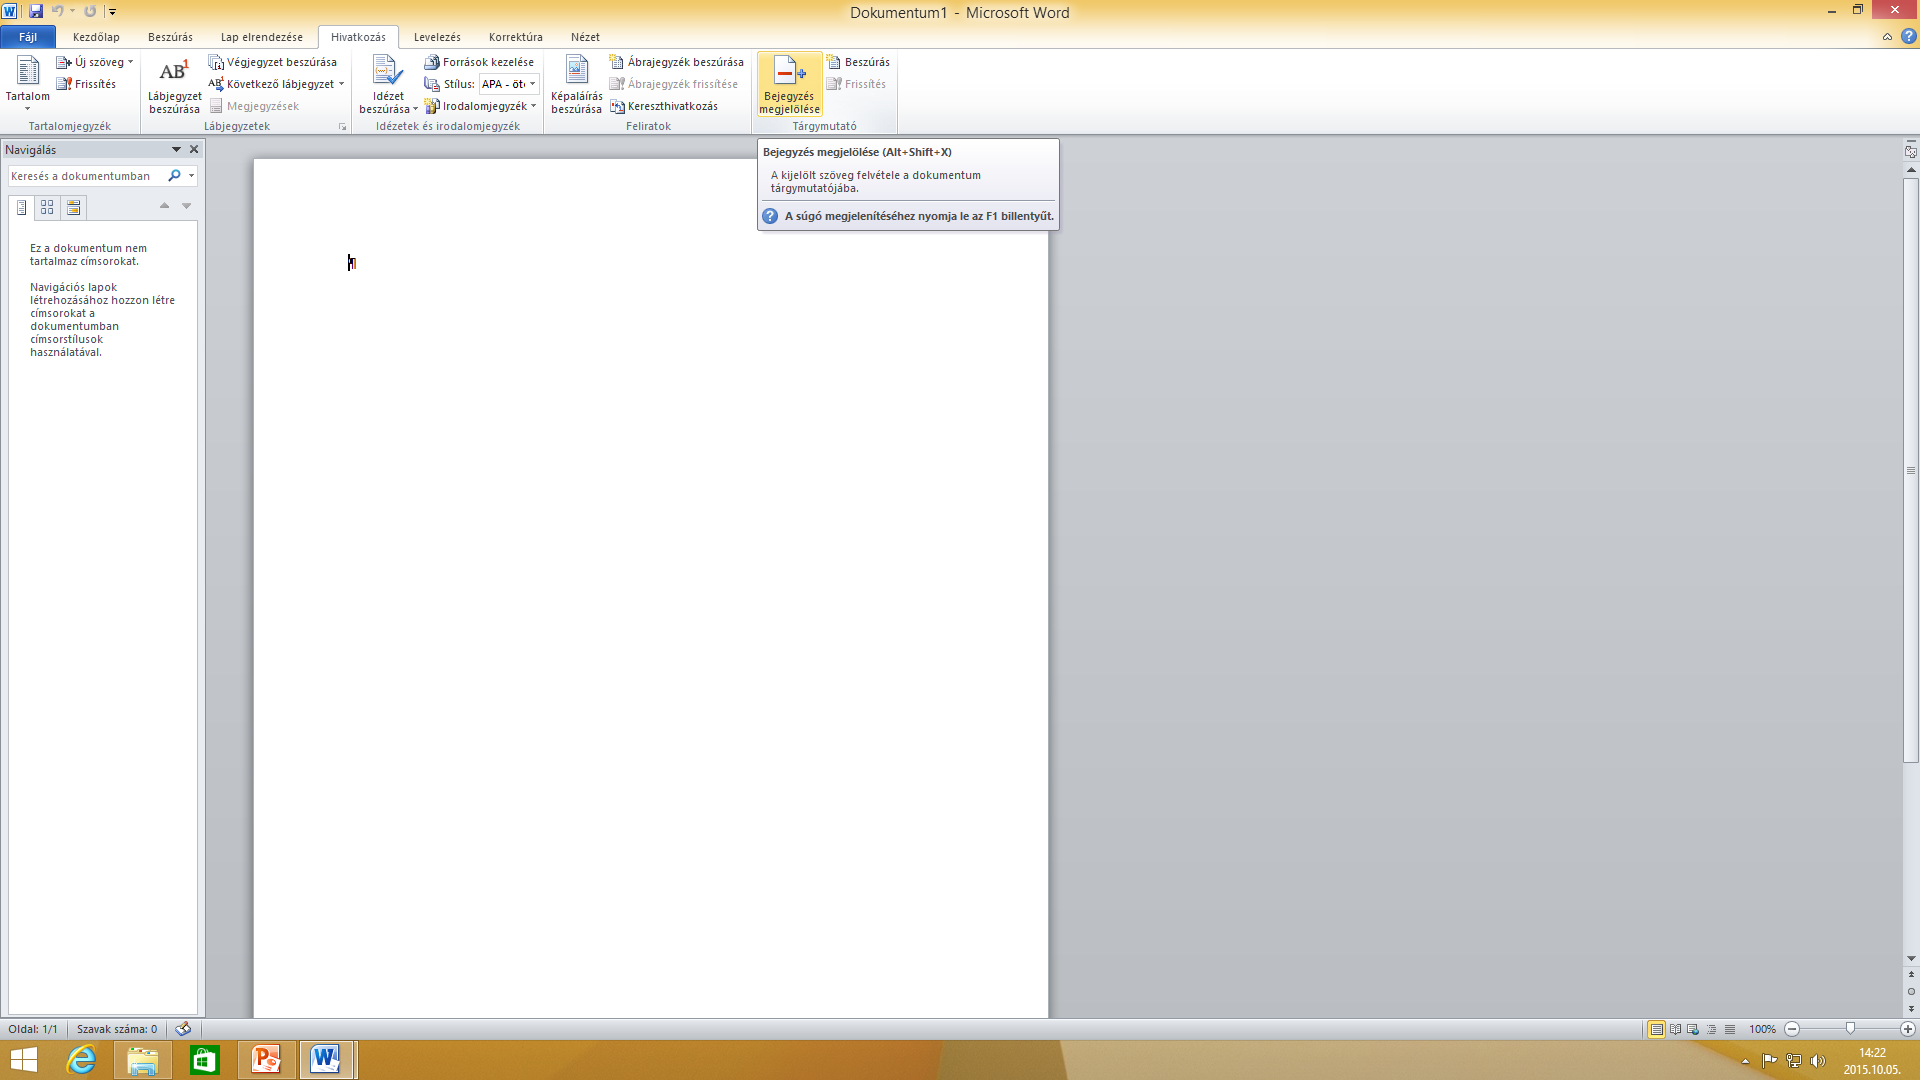 Dokumentum1 - Microsoft Word
Fájl Kezdőlap Beszúrás Lap elrendezése Hivatkozás Levelezés Korrektúra Nézet
Tartalom
Új szöveg
Frissítés
Tartalomjegyzék
AB1
Lábjegyzet
beszúrása
Végjegyzet beszúrása
Következő lábjegyzet
Megjegyzések
Lábjegyzetek
Idézet
beszúrása
Források kezelése
Stílus: APA - öt
Irodalomjegyzék
Idézetek és irodalomjegyzék
Képaláírás
beszúrása
Ábrajegyzék beszúrása
Ábrajegyzék frissítése
Kereszthivatkozás
Feliratok
Bejegyzés
megjelölése
Beszúrás
Frissítés
Tárgymutató
Bejegyzés megjelölése (Alt+Shift+X)
A kijelölt szöveg felvétele a dokumentum
tárgymutatójába.
A súgó megjelenítéséhez nyomja le az F1 billentyűt.
Navigálás
Keresés a dokumentumban
Ez a dokumentum nem
tartalmaz címsorokat.
Navigációs lapok
létrehozásához hozzon létre
címsorokat a
dokumentumban
címsorstílusok
használatával.
¶
Oldal: 1/1 Szavak száma: 0
100%
14:22
2015.10.05.